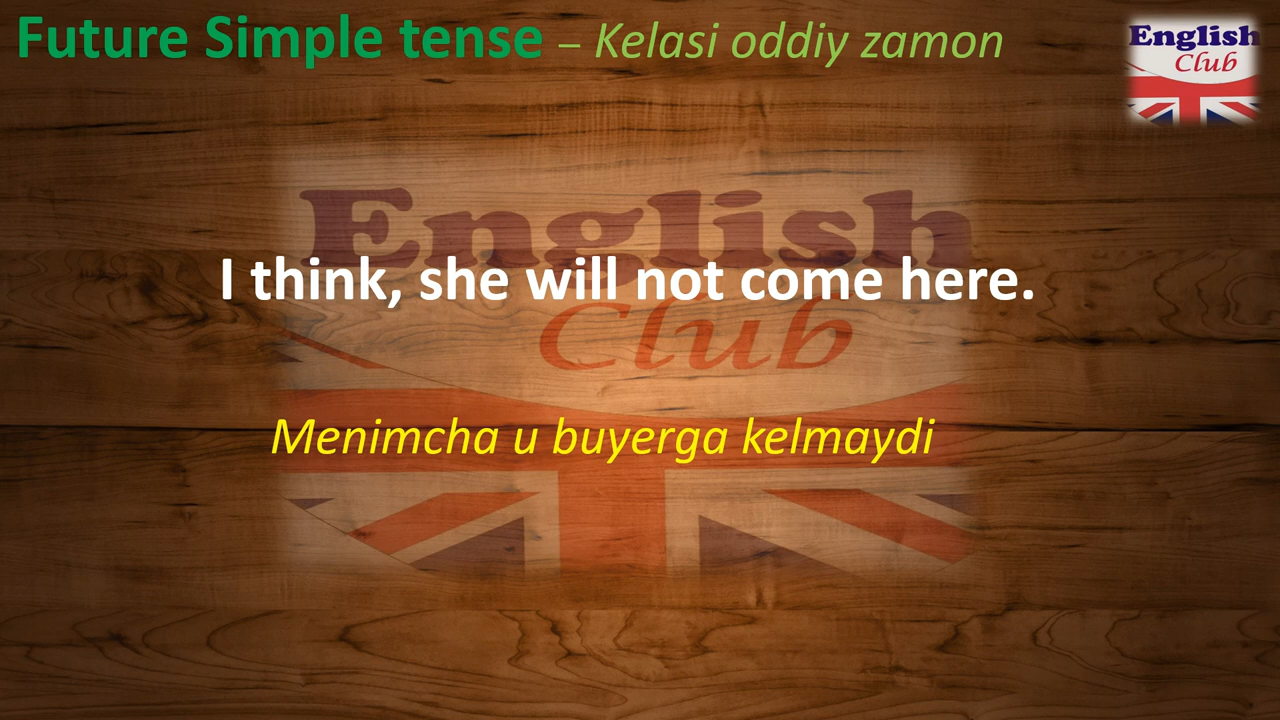 Future Simple tense – Kelasi oddiy zamon
English
Club
English
Club
I think, she will not come here.
Menimcha u buyerga kelmaydi